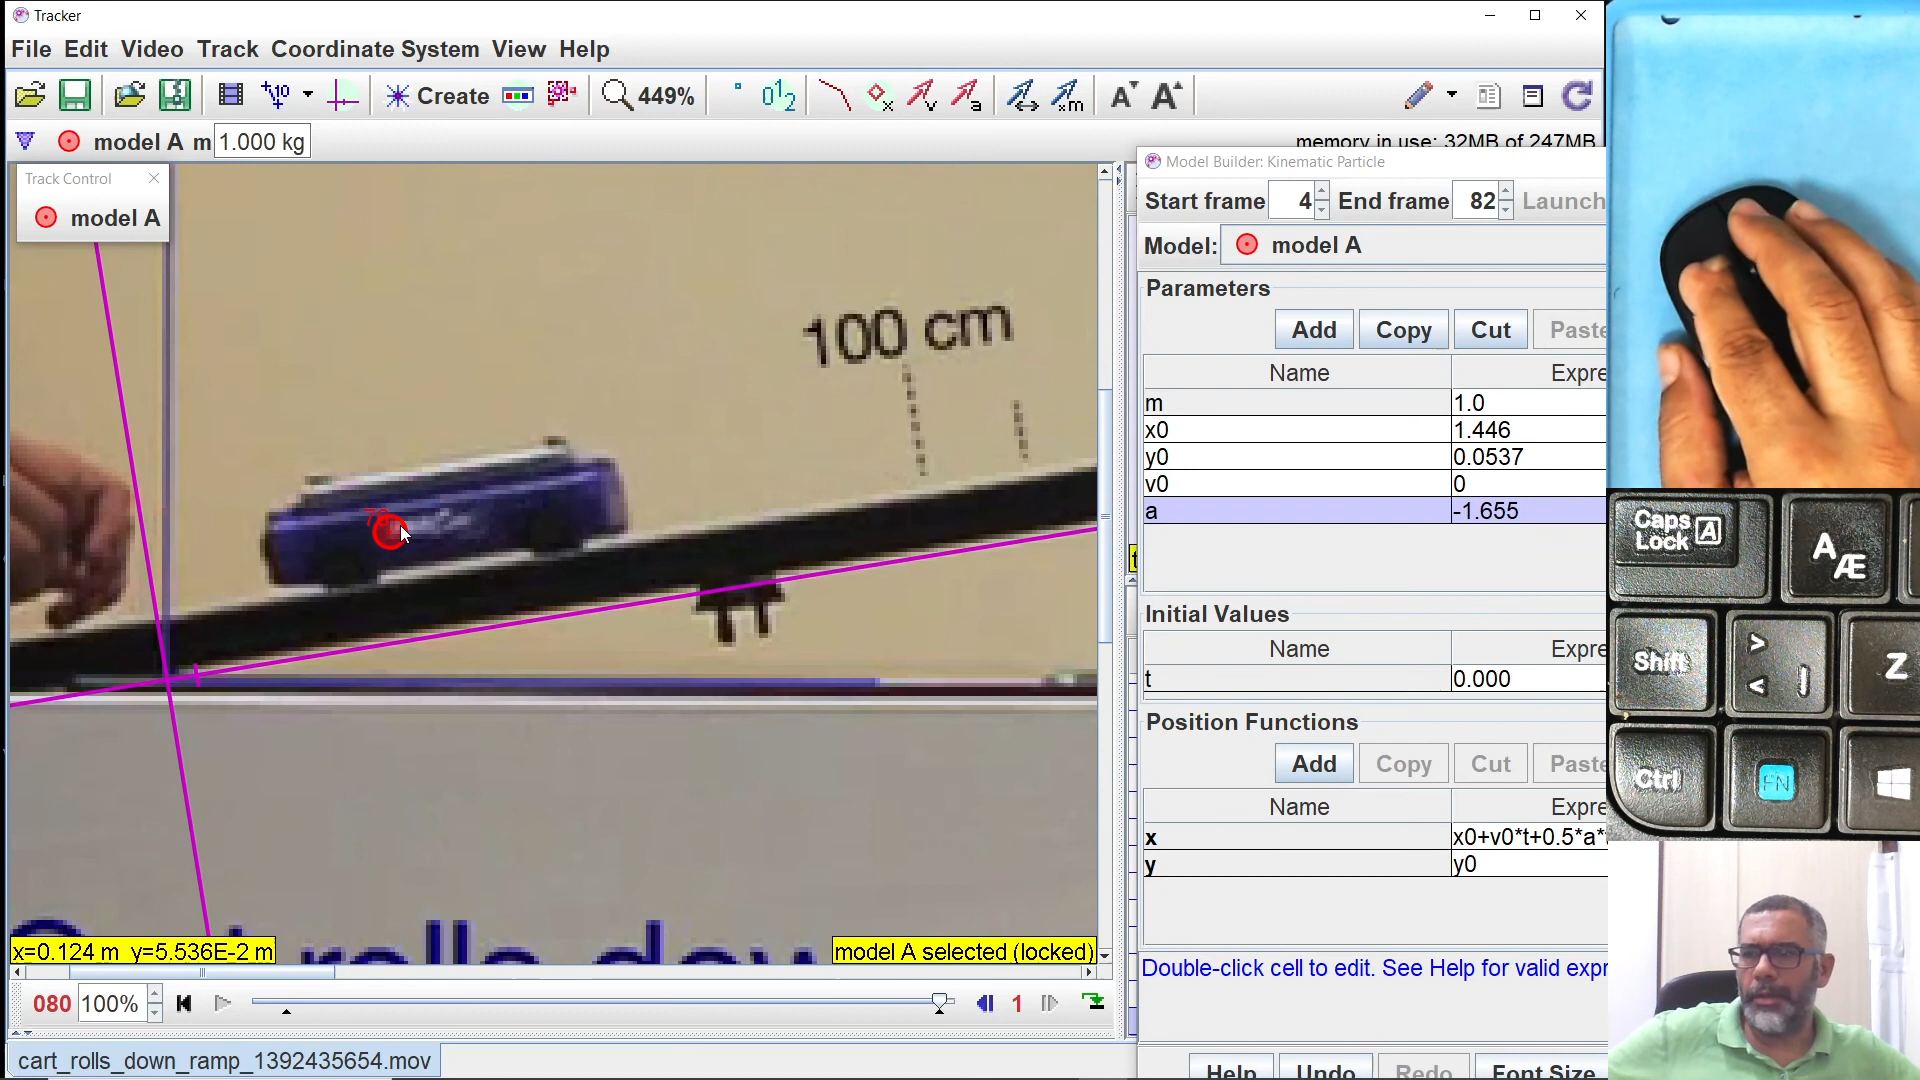 Tracker
File Edit Video Track Coordinate System View Help
Create 449%
model A m 1.000 kg
memory in use: 32MB of 247MB
Track Control
model A
100 cm
Model Builder: Kinematic Particle
Start frame 4 End frame 82 Launch
Model: model A
Parameters
Add Copy Cut Paste
Name Expre
m 1.0
x0 1.446
y0 0.0537
v0 0
a -1.655
Initial Values
Name Expre
t 0.000
Position Functions
Add Copy Cut Paste
Name Expre
x x0+v0*t+0.5*a*
y y0
Double-click cell to edit. See Help for valid expr
Help Undo Redo Font Size
x=0.124 m y=5.536E-2 m
model A selected (locked)
080 100% 1
cart_rolls_down_ramp_1392435654.mov
Caps Lock A
A Æ
Shift
> < |
Z
Ctrl
FN